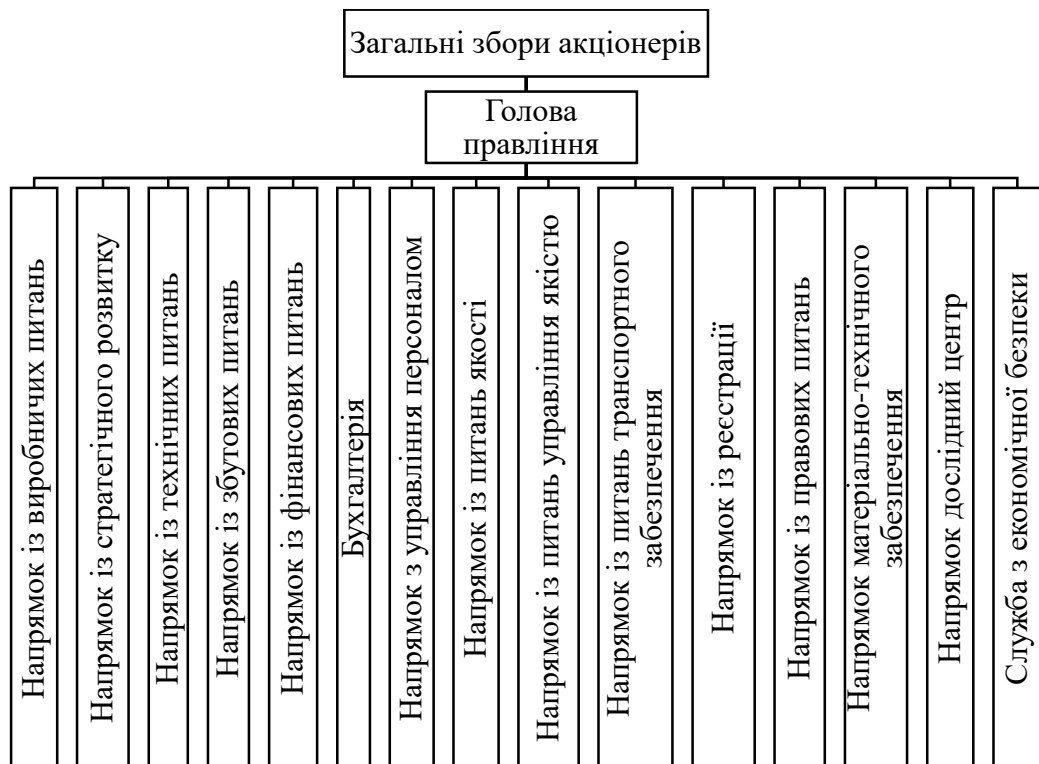 Загальні збори акціонерів
Голова
правління
Напрямок із виробничих питань
Напрямок із стратегічного розвитку
Напрямок із технічних питань
Напрямок із збутових питань
Напрямок із фінансових питань
Бухгалтерія
Напрямок з управління персоналом
Напрямок із питань якості
Напрямок із питань управління якістю
Напрямок із питань транспортного
забезпечення
Напрямок із реєстрації
Напрямок із правових питань
Напрямок матеріально-технічного
забезпечення
Напрямок дослідний центр
Служба з економічної безпеки